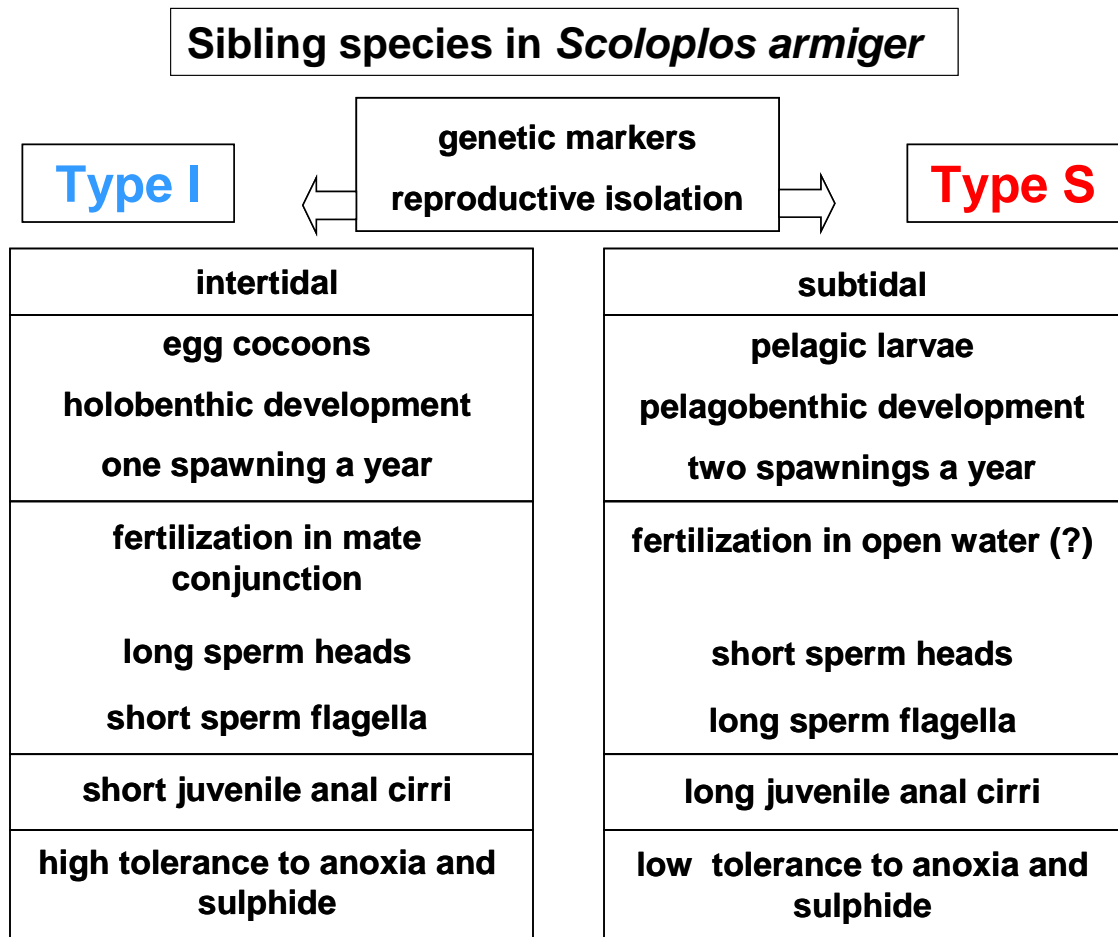 Sibling species in Scoloplos armiger
genetic markers
reproductive isolation
Type I
Type S
intertidal
egg cocoons
holobenthic development
one spawning a year
fertilization in mate
conjunction
long sperm heads
short sperm flagella
short juvenile anal cirri
high tolerance to anoxia and
sulphide
subtidal
pelagic larvae
pelagobenthic development
two spawnings a year
fertilization in open water (?)
short sperm heads
long sperm flagella
long juvenile anal cirri
low tolerance to anoxia and
sulphide